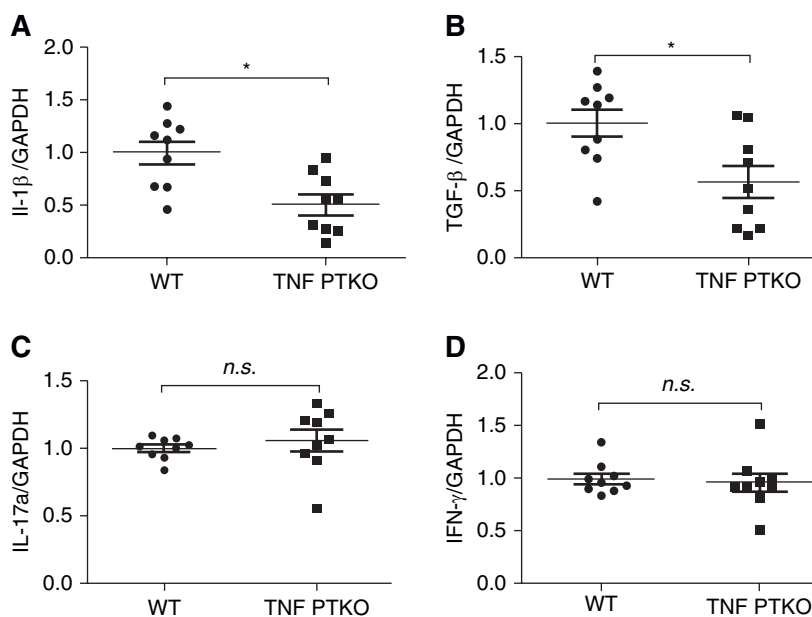 A
Il-1β/GAPDH
2.0
1.5
1.0
0.5
0.0
*
WT
TNF PTKO
B
TGF-β/GAPDH
1.5
1.0
0.5
0.0
*
WT
TNF PTKO
C
IL-17a/GAPDH
1.5
1.0
0.5
0.0
n.s.
WT
TNF PTKO
D
IFN-γ/GAPDH
2.0
1.5
1.0
0.5
0.0
n.s.
WT
TNF PTKO